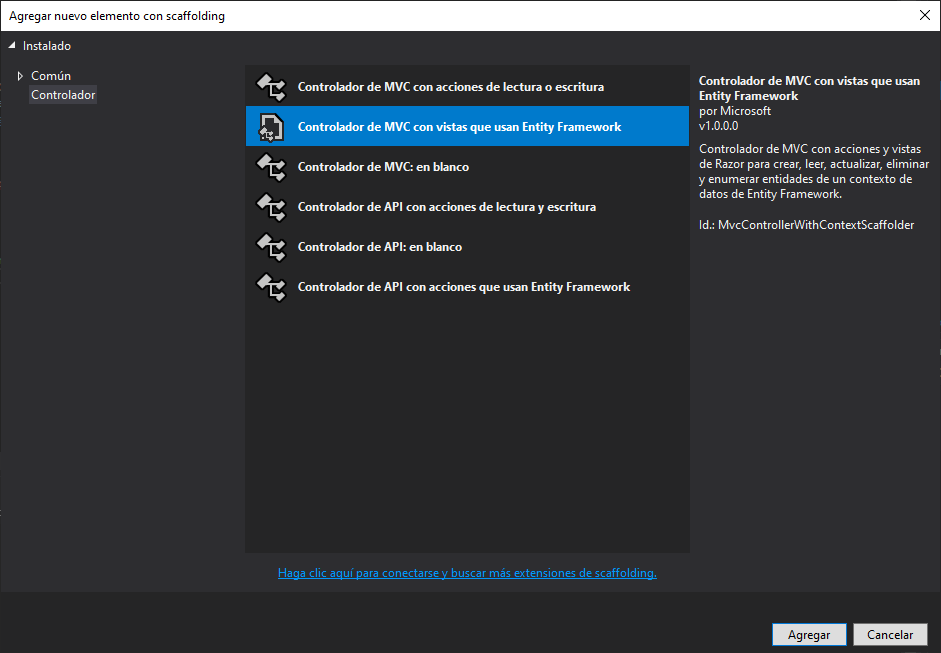 Agregar nuevo elemento con scaffolding
Instalado
Común
Controlador
Controlador de MVC con acciones de lectura o escritura
Controlador de MVC con vistas que usan Entity Framework
Controlador de MVC: en blanco
Controlador de API con acciones de lectura y escritura
Controlador de API: en blanco
Controlador de API con acciones que usan Entity Framework
Controlador de MVC con vistas que usan
Entity Framework
por Microsoft
v1.0.0.0
Controlador de MVC con acciones y vistas
de Razor para crear, leer, actualizar, eliminar
y enumerar entidades de un contexto de
datos de Entity Framework.
Id.: MvcControllerWithContextScaffolder
Haga clic aquí para conectarse y buscar más extensiones de scaffolding.
Agregar
Cancelar